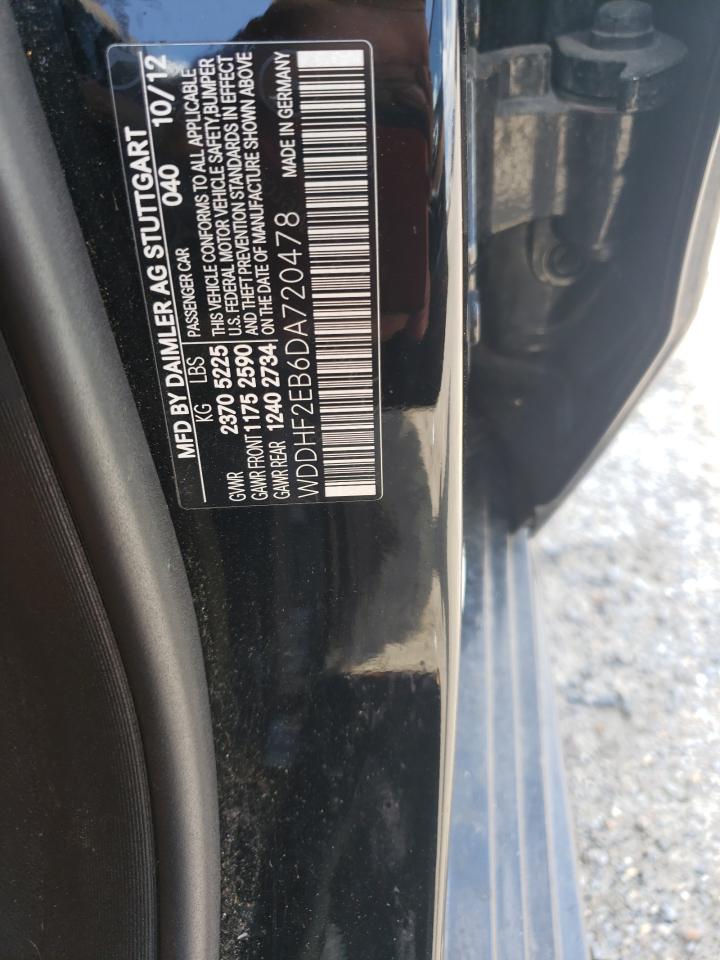 MFD BY DAIMLER AG STUTTGART
040 10/12
KG LBS PASSENGER CAR
GVWR 2370 5225
GAWR FRONT 1175 2590
GAWR REAR 1240 2734
THIS VEHICLE CONFORMS TO ALL APPLICABLE
U.S. FEDERAL MOTOR VEHICLE SAFETY, BUMPER
AND THEFT PREVENTION STANDARDS IN EFFECT
ON THE DATE OF MANUFACTURE SHOWN ABOVE
WDDHF2EB6DA720478
MADE IN GERMANY